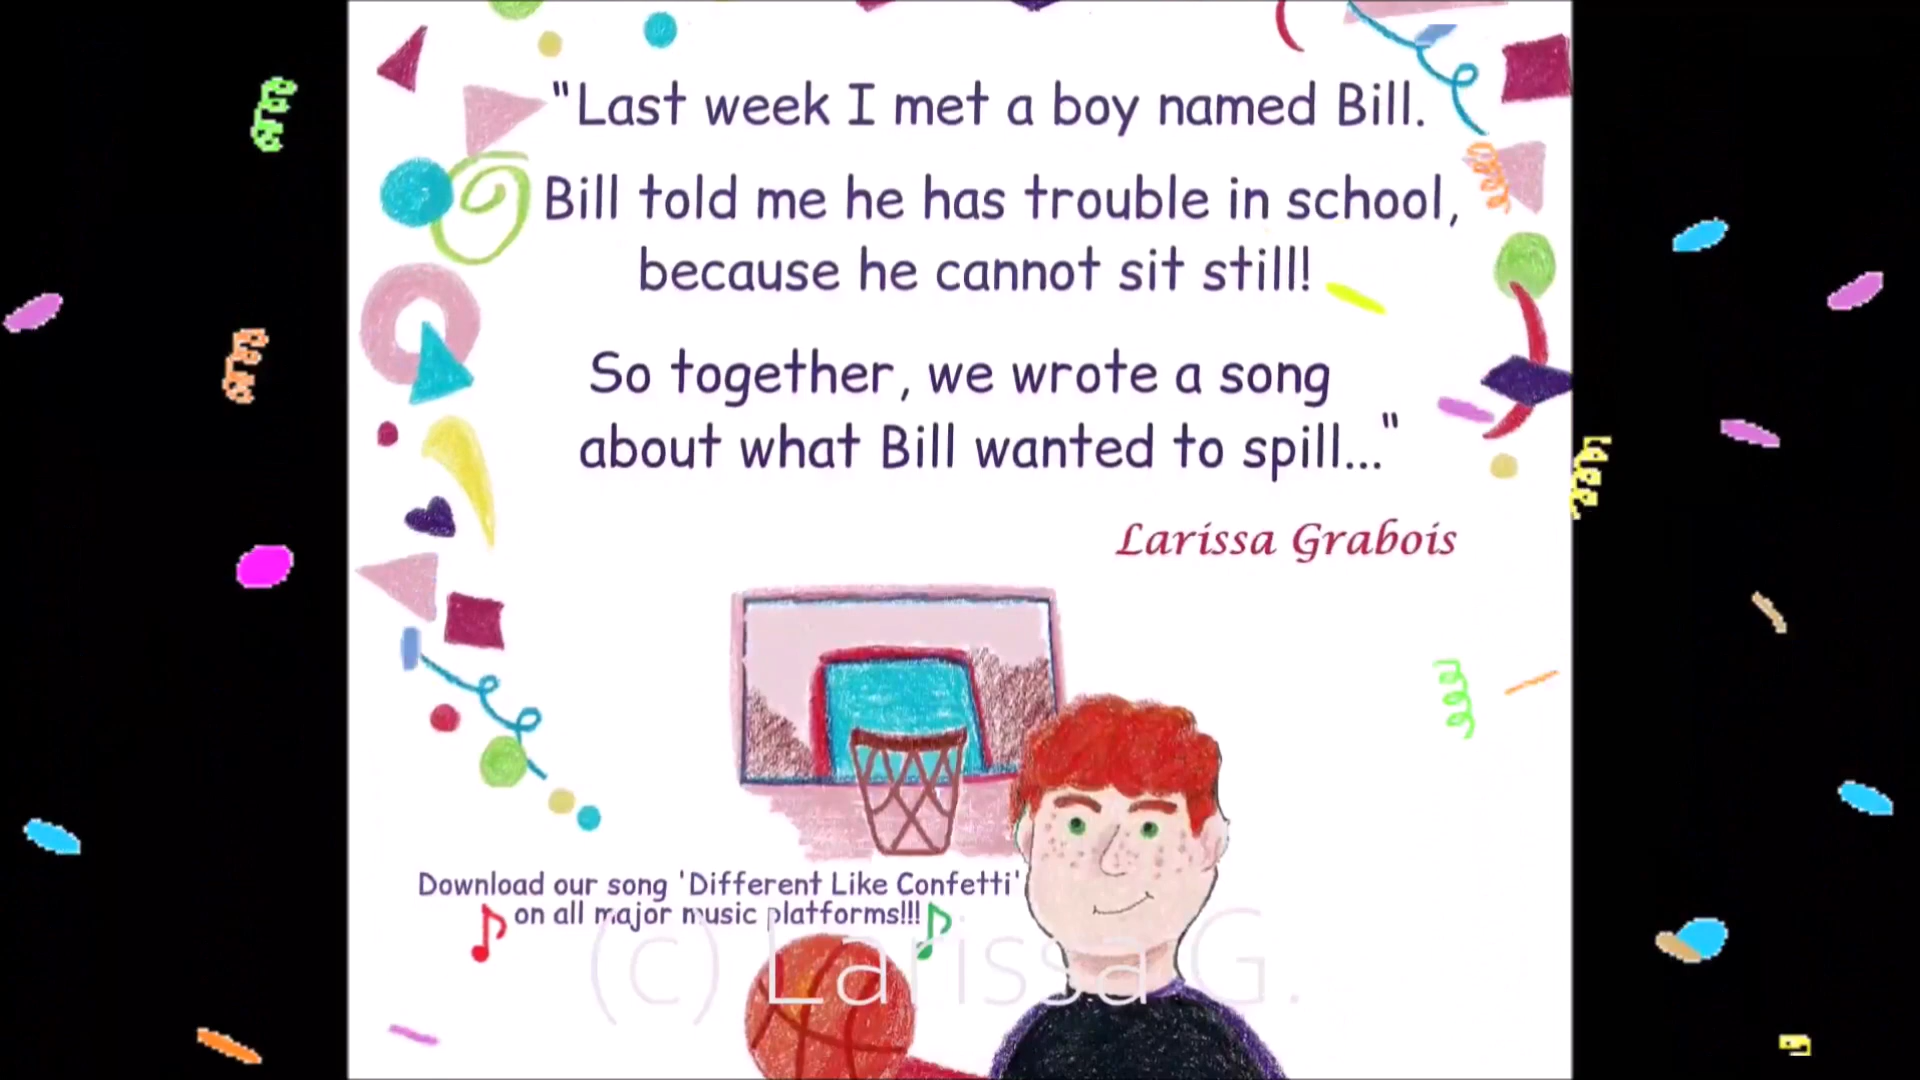 "Last week I met a boy named Bill.
Bill told me he has trouble in school,
because he cannot sit still!
So together, we wrote a song
about what Bill wanted to spill..."
Larissa Grabois
Download our song 'Different Like Confetti'
on all major music platforms!!!
(c) Larissa G.